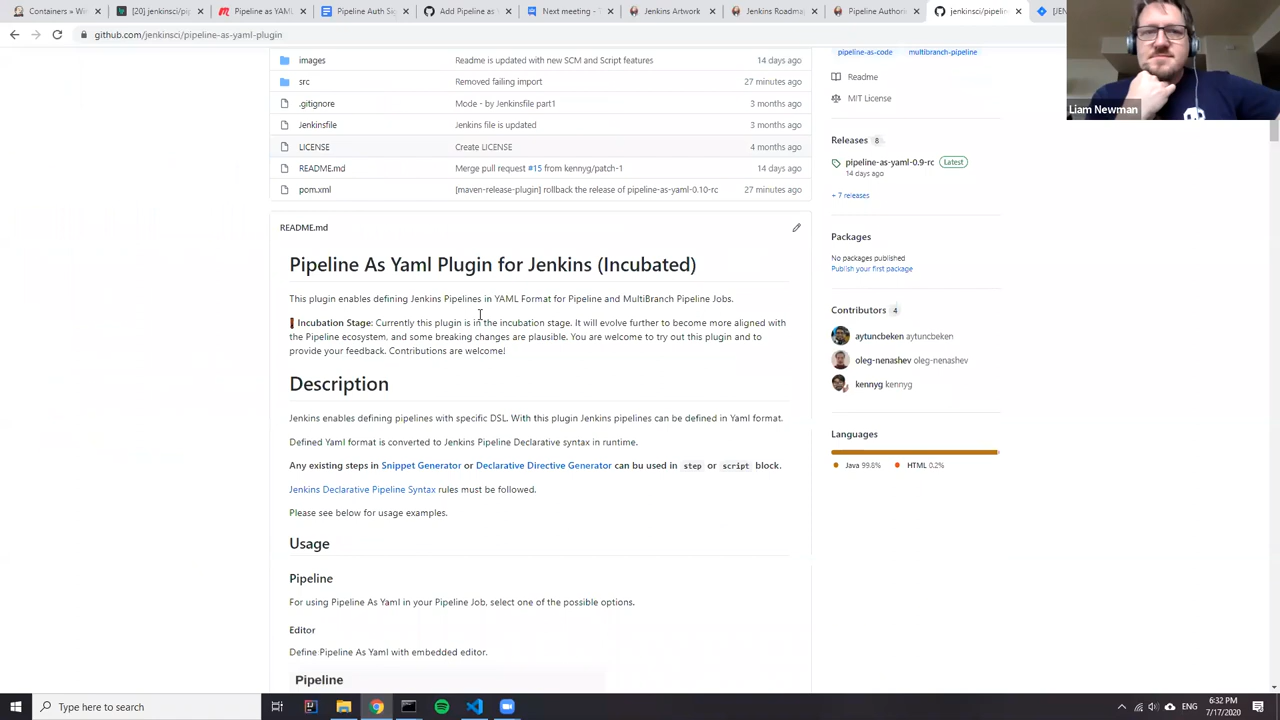 Containers » Win
[20] jenkinsci/pip
Pipeline as YAML
Pipeline Auth Su
Add Pipeline as
Test meeting - S
Jenkins Artwork
Jenkins Roadma
Pipeline as YAML
jenkinsci/pipelin
[JEN
github.com/jenkinsci/pipeline-as-yaml-plugin
Liam Newman
images Readme is updated with new SCM and Script features 14 days ago
src Removed failing import 27 minutes ago
.gitignore Mode - by Jenkinsfile part1 3 months ago
Jenkinsfile Jenkins file is updated 3 months ago
LICENSE Create LICENSE 4 months ago
README.md Merge pull request #15 from kennyg/patch-1 14 days ago
pom.xml [maven-release-plugin] rollback the release of pipeline-as-yaml-0.10-rc 27 minutes ago
README.md
Pipeline As Yaml Plugin for Jenkins (Incubated)
This plugin enables defining Jenkins Pipelines in YAML Format for Pipeline and MultiBranch Pipeline Jobs.
Incubation Stage: Currently this plugin is in the incubation stage. It will evolve further to become more aligned with
the Pipeline ecosystem, and some breaking changes are plausible. You are welcome to try out this plugin and to
provide your feedback. Contributions are welcome!
Description
Jenkins enables defining pipelines with specific DSL. With this plugin Jenkins pipelines can be defined in Yaml format.
Defined Yaml format is converted to Jenkins Pipeline Declarative syntax in runtime.
Any existing steps in Snippet Generator or Declarative Directive Generator can bu used in step or script block.
Jenkins Declarative Pipeline Syntax rules must be followed.
Please see below for usage examples.
Usage
Pipeline
For using Pipeline As Yaml in your Pipeline Job, select one of the possible options.
Editor
Define Pipeline As Yaml with embedded editor.
Pipeline
pipeline-as-code multibranch-pipeline
Readme
MIT License
Releases 8
pipeline-as-yaml-0.9-rc Latest
14 days ago
+ 7 releases
Packages
No packages published
Publish your first package
Contributors 4
aytuncbeken aytuncbeken
oleg-nenashev oleg-nenashev
kennyg kennyg
Languages
Java 99.8% HTML 0.2%
Type here to search
ENG
6:32 PM
7/17/2020